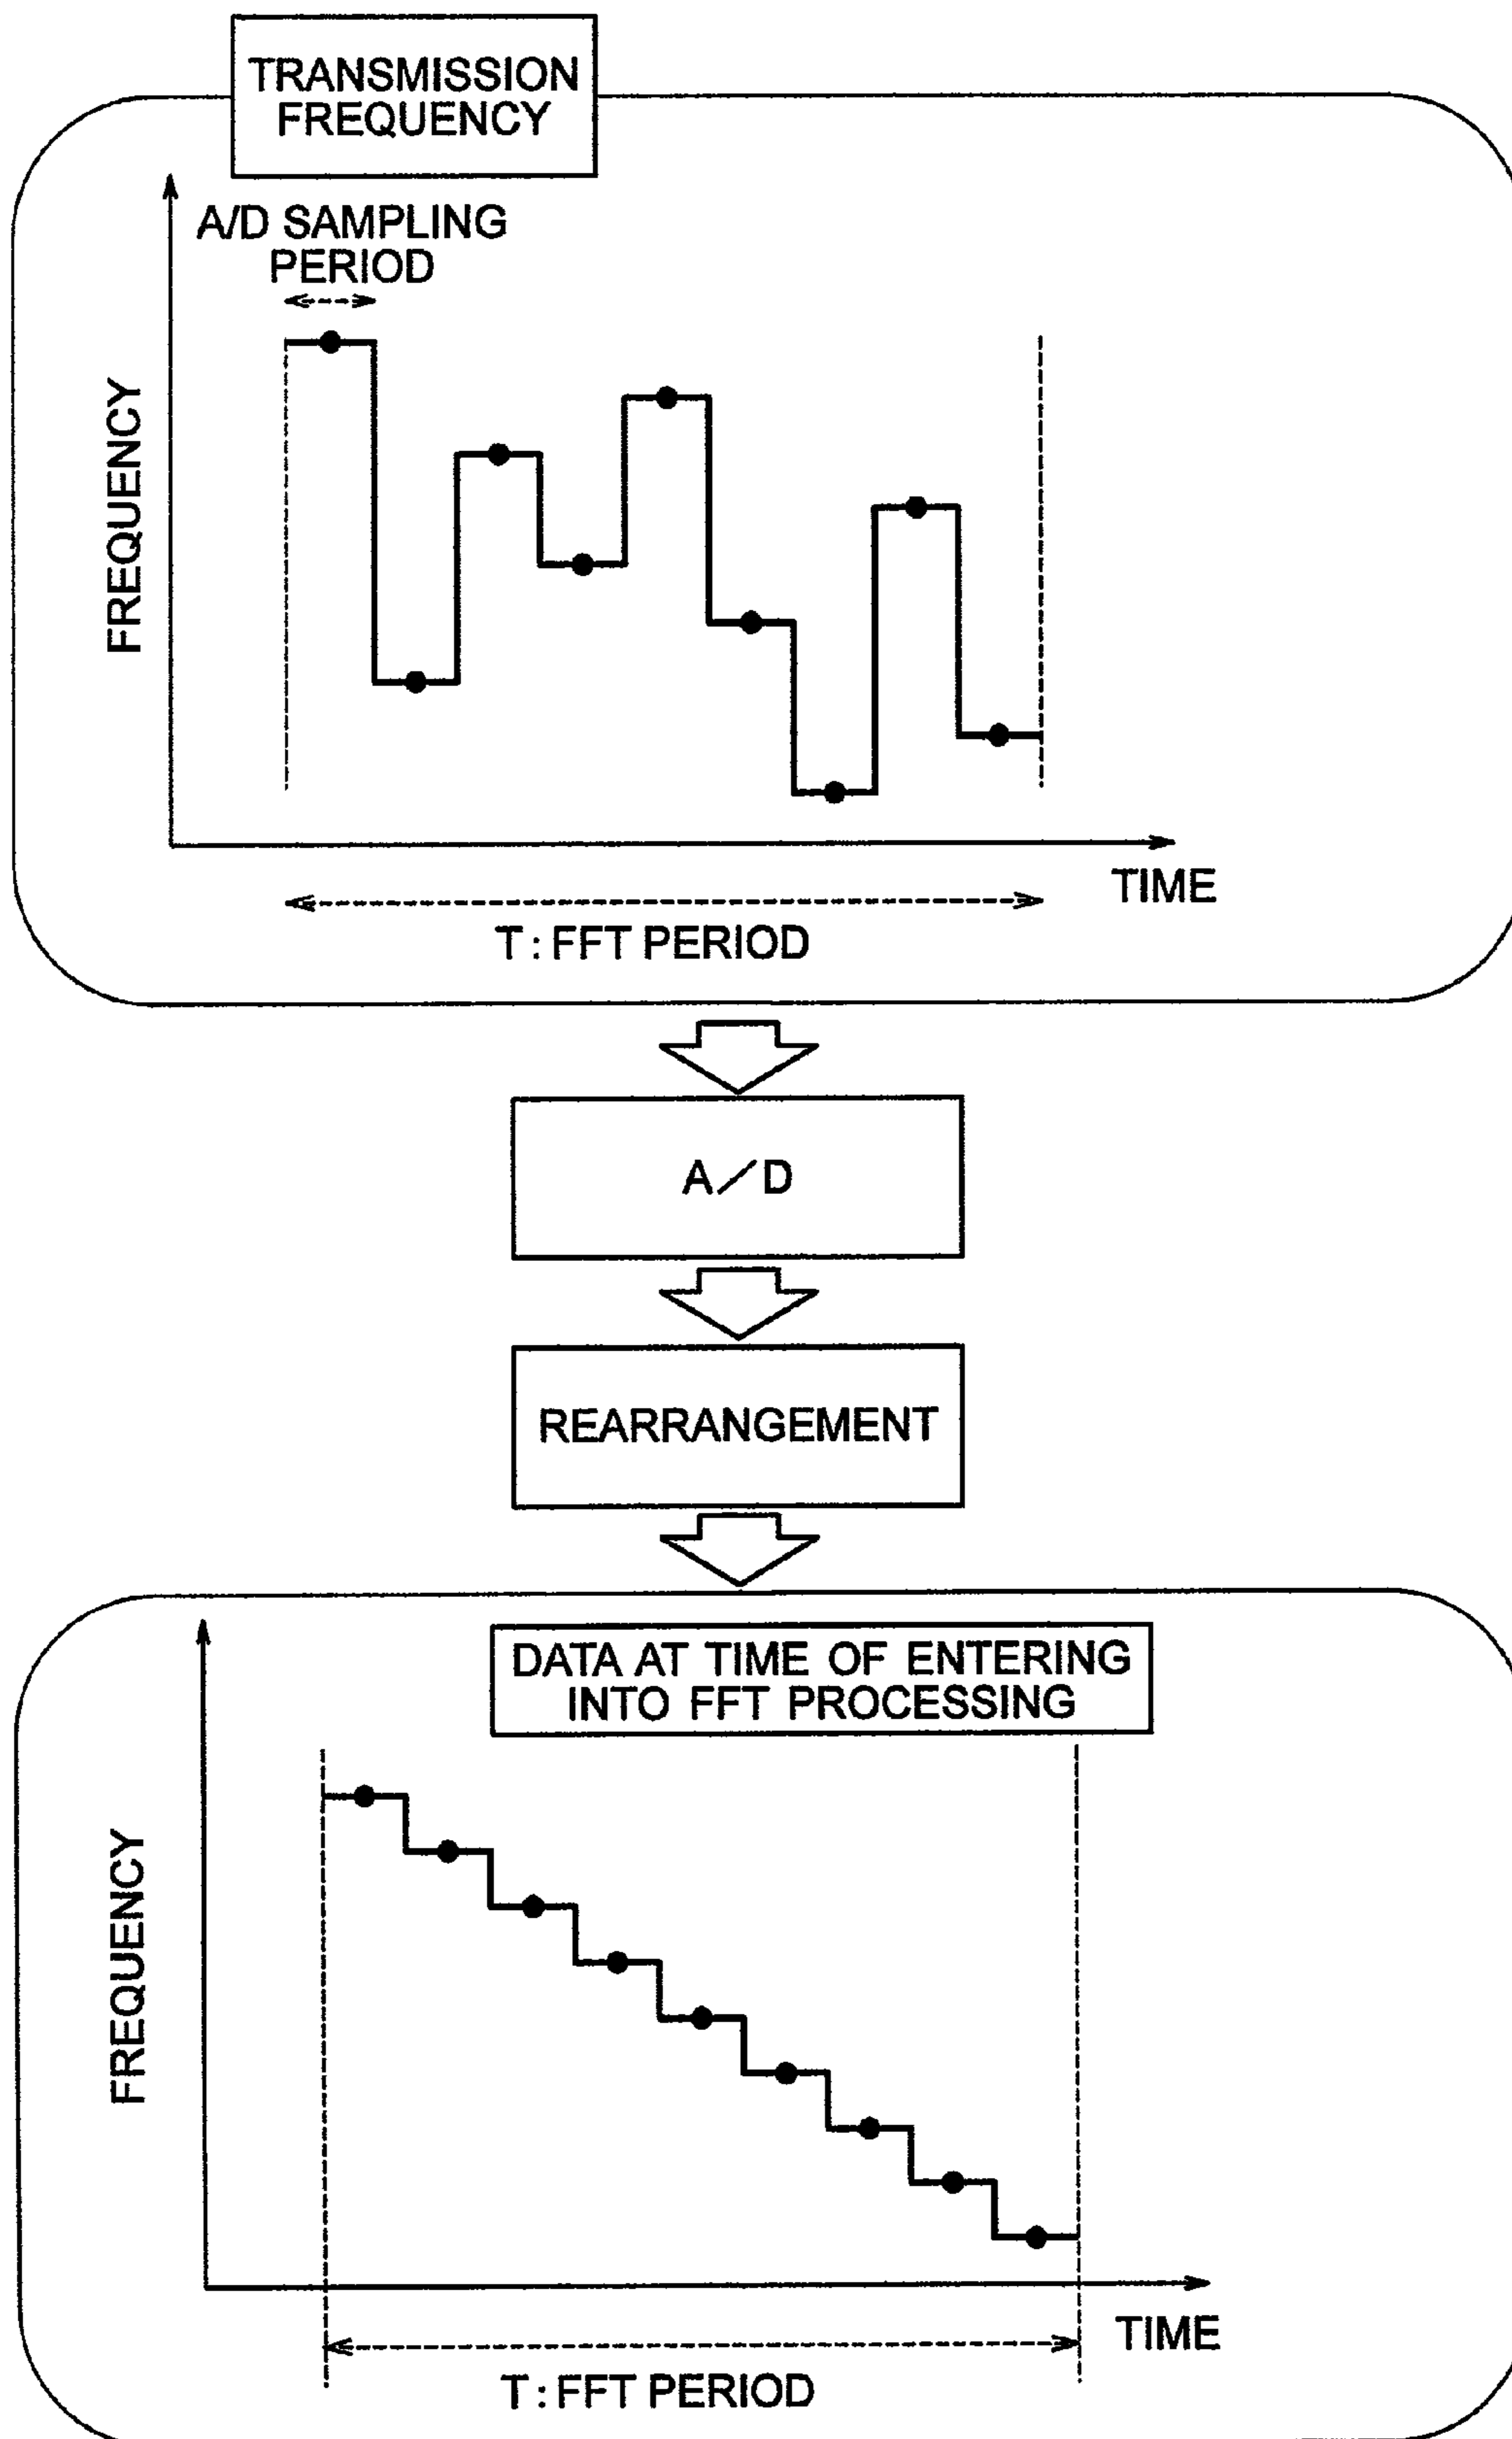 TRANSMISSION
FREQUENCY
A/D SAMPLING
PERIOD
FREQUENCY
TIME
T : FFT PERIOD
A/D
REARRANGEMENT
DATA AT TIME OF ENTERING
INTO FFT PROCESSING
FREQUENCY
TIME
T : FFT PERIOD